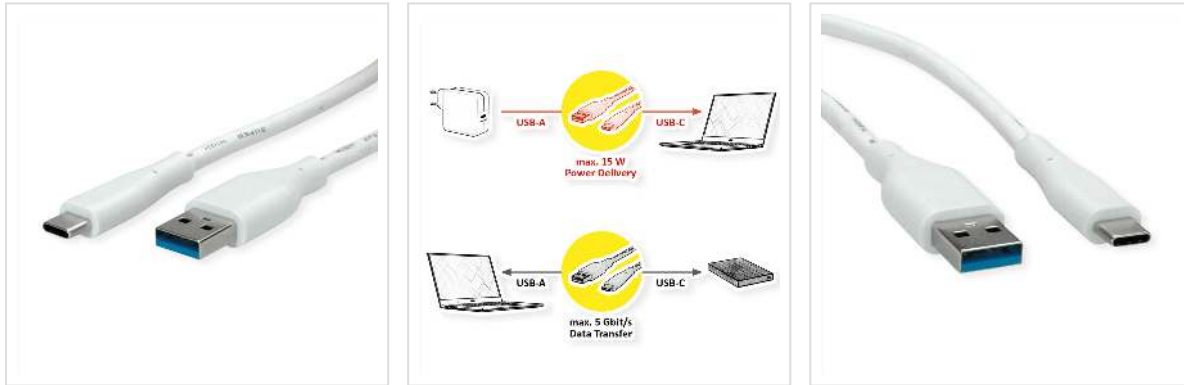 USB-A
USB-C
max. 15 W
Power Delivery
USB-A
USB-C
max. 5 Gbit/s
Data Transfer